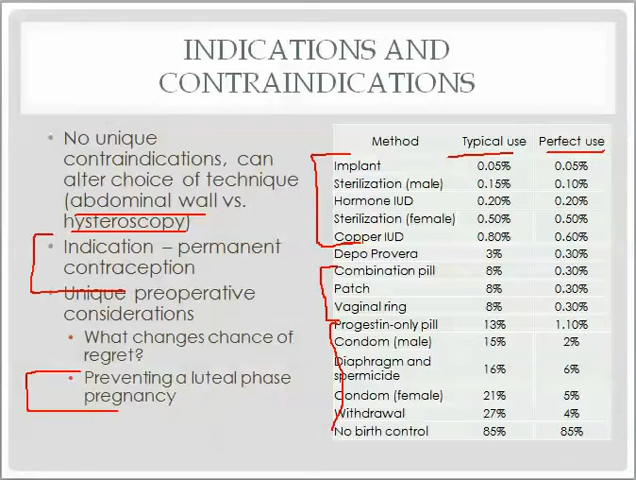 INDICATIONS AND
CONTRAINDICATIONS
• No unique
contraindications, can
alter choice of technique
(abdominal wall vs.
hysteroscopy)
• Indication – permanent
contraception
• Unique preoperative
considerations
• What changes chance of
regret?
• Preventing a luteal phase
pregnancy
Method Typical use Perfect use
Implant 0.05% 0.05%
Sterilization (male) 0.15% 0.10%
Hormone IUD 0.20% 0.20%
Sterilization (female) 0.50% 0.50%
Copper IUD 0.80% 0.60%
Depo Provera 3% 0.30%
Combination pill 8% 0.30%
Patch 8% 0.30%
Vaginal ring 8% 0.30%
Progestin-only pill 13% 1.10%
Condom (male) 15% 2%
Diaphragm and
spermicide 16% 6%
Condom (female) 21% 5%
Withdrawal 27% 4%
No birth control 85% 85%